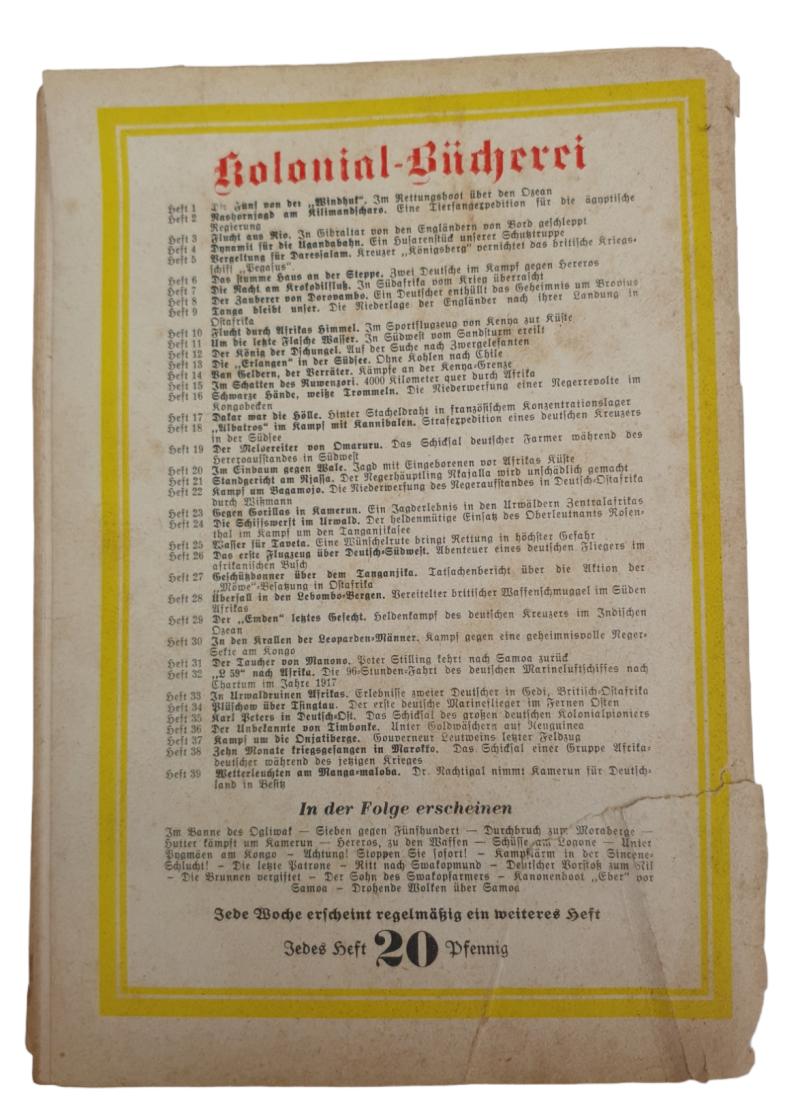 Kolonial-Bücherei
Heft 1 Die Fünf von der „Windhuk“. Im Rettungsboot über den Ozean
Heft 2 Nashornjagd am Kilimandscharo. Eine Tierfangexpedition für die ägyptische
Regierung
Heft 3 Flucht aus Rio. In Gibraltar von den Engländern von Bord geschleppt
Heft 4 Dynamit für die Ugandabahn. Ein Husarenstück unserer Schutztruppe
Heft 5 Vergeltung für Daressalam. Kreuzer „Königsberg“ vernichtet das britische Kriegs-
schiff „Pegasus“
Heft 6 Das stumme Haus an der Steppe. Zwei Deutsche im Kampf gegen Hereros
Heft 7 Die Nacht am Krokodilfluß. In Südafrika vom Krieg überrascht
Heft 8 Der Zauberer von Dorovambo. Ein Deutscher enthüllt das Geheimnis um
Heft 9 Tanga bleibt unser. Die Niederlage der Engländer nach ihrer Landung in
Ostafrika
Heft 10 Flucht durch Afrikas Himmel. Im Sportflugzeug von Kenya zur Küste
Heft 11 Um die letzte Flasche Wasser. In Südwest vom Sandsturm ereilt
Heft 12 Der König der Dschungel. Auf der Suche nach Zwergelefanten
Heft 13 Die „Erlangen“ in der Südsee. Ohne Kohlen nach Chile
Heft 14 Van Geldern, der Verräter. Kämpfe an der Kenya-Grenze
Heft 15 Im Schatten des Ruwenzori. 4000 Kilometer quer durch Afrika
Heft 16 Schwarze Hände, weiße Trommeln. Die Niederwerfung einer Negerrevolte im
Kongobecken
Heft 17 Dakar war die Hölle. Hinter Stacheldraht in französischem Konzentrationslager
Heft 18 „Albatros“ im Kampf mit Kannibalen. Strafexpedition eines deutschen Kreuzers
in der Südsee
Heft 19 Der Meldereiter von Omaruru. Das Schicksal deutscher Farmer während des
Hereroaufstandes in Südwest
Heft 20 Im Einbaum gegen Wale. Jagd mit Eingeborenen vor Afrikas Küste
Heft 21 Standgericht am Njassa. Der Negerhäuptling Nkajalla wird unschädlich gemacht
Heft 22 Kampf um Bagamojo. Die Niederwerfung des Negeraufstandes in Deutsch-Ostafrika
durch Wißmann
Heft 23 Gegen Gorillas in Kamerun. Ein Jagderlebnis in den Urwäldern Zentralafrikas
Heft 24 Die Schiffswerft im Urwald. Der heldenmütige Einsatz des Oberleutnants Rosen-
thal im Kampf um den Tanganjikasee
Heft 25 Wasser für Taveta. Eine Wünschelrute bringt Rettung in höchster Gefahr
Heft 26 Das erste Flugzeug über Deutsch-Südwest. Abenteuer eines deutschen Fliegers im
afrikanischen Busch
Heft 27 Geschützdonner über dem Tanganjika. Tatsachenbericht über die Aktion der
„Möwe“-Besatzung in Ostafrika
Heft 28 Überfall in den Lebombo-Bergen. Vereitelter britischer Waffenschmuggel im Süden
Afrikas
Heft 29 Der „Emden“ letztes Gefecht. Heldenkampf des deutschen Kreuzers im Indischen
Ozean
Heft 30 In den Krallen der Leoparden-Männer. Kampf gegen eine geheimnisvolle Neger-
Sekte am Kongo
Heft 31 Der Taucher von Manono. Peter Stilling kehrt nach Samoa zurück
Heft 32 „L 59“ nach Afrika. Die 96-Stunden-Fahrt des deutschen Marineluftschiffes nach
Chartum im Jahre 1917
Heft 33 In Urwaldruinen Afrikas. Erlebnisse zweier Deutscher in Gedi, Britisch-Ostafrika
Heft 34 Plüschow über Tsingtau. Der erste deutsche Marineflieger im Fernen Osten
Heft 35 Karl Peters in Deutsch-Ost. Das Schicksal des großen deutschen Kolonialpioniers
Heft 36 Der Unbekannte von Timbonke. Unter Goldwäschern auf Neuguinea
Heft 37 Kampf um die Onjatiberge. Gouverneur Leutweins letzter Feldzug
Heft 38 Zehn Monate kriegsgefangen in Marokko. Das Schicksal einer Gruppe Afrika-
deutscher während des jetzigen Krieges
Heft 39 Wetterleuchten am Manga-maloba. Dr. Nachtigal nimmt Kamerun für Deutsch-
land in Besitz
In der Folge erscheinen
Im Banne des Ogliwak — Sieben gegen Fünfhundert — Durchbruch zum Moraberge —
Hutter kämpft um Kamerun — Hereros, zu den Waffen — Schüsse am Logone — Unter
Pygmäen am Kongo — Achtung! Stoppen Sie sofort! — Kampflärm in der
Schlucht! — Die letzte Patrone — Ritt nach Swakopmund — Deutscher Vorstoß zum Nil
— Die Brunnen vergiftet — Der Sohn des Swakopfarmers — Kanonenboot „Eber“ vor
Samoa — Drohende Wolken über Samoa
Jede Woche erscheint regelmäßig ein weiteres Heft
Jedes Heft 20 Pfennig